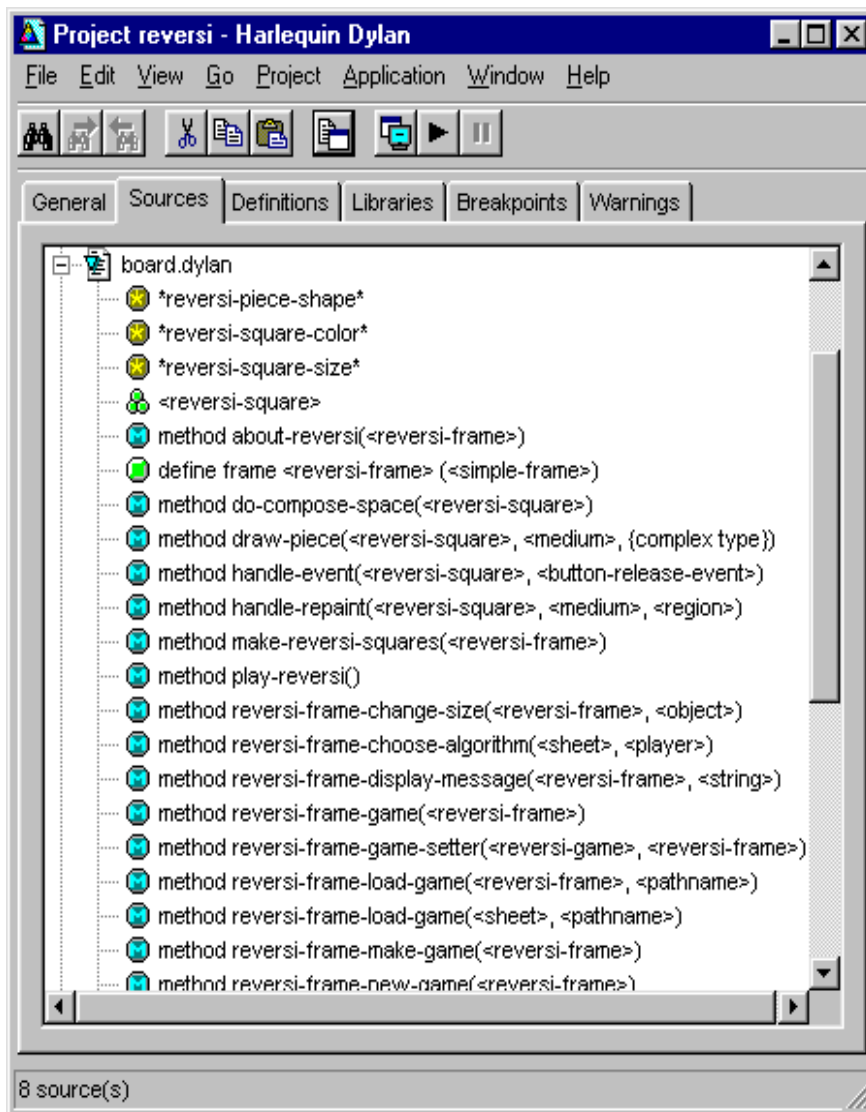 Project reversi - Harlequin Dylan
File Edit View Go Project Application Window Help
General Sources Definitions Libraries Breakpoints Warnings
board.dylan
*reversi-piece-shape*
*reversi-square-color*
*reversi-square-size*
<reversi-square>
method about-reversi(<reversi-frame>)
define frame <reversi-frame> (<simple-frame>)
method do-compose-space(<reversi-square>)
method draw-piece(<reversi-square>, <medium>, {complex type})
method handle-event(<reversi-square>, <button-release-event>)
method handle-repaint(<reversi-square>, <medium>, <region>)
method make-reversi-squares(<reversi-frame>)
method play-reversi()
method reversi-frame-change-size(<reversi-frame>, <object>)
method reversi-frame-choose-algorithm(<sheet>, <player>)
method reversi-frame-display-message(<reversi-frame>, <string>)
method reversi-frame-game(<reversi-frame>)
method reversi-frame-game-setter(<reversi-game>, <reversi-frame>)
method reversi-frame-load-game(<reversi-frame>, <pathname>)
method reversi-frame-load-game(<sheet>, <pathname>)
method reversi-frame-make-game(<reversi-frame>)
method reversi-frame-new-game(<reversi-frame>)
8 source(s)